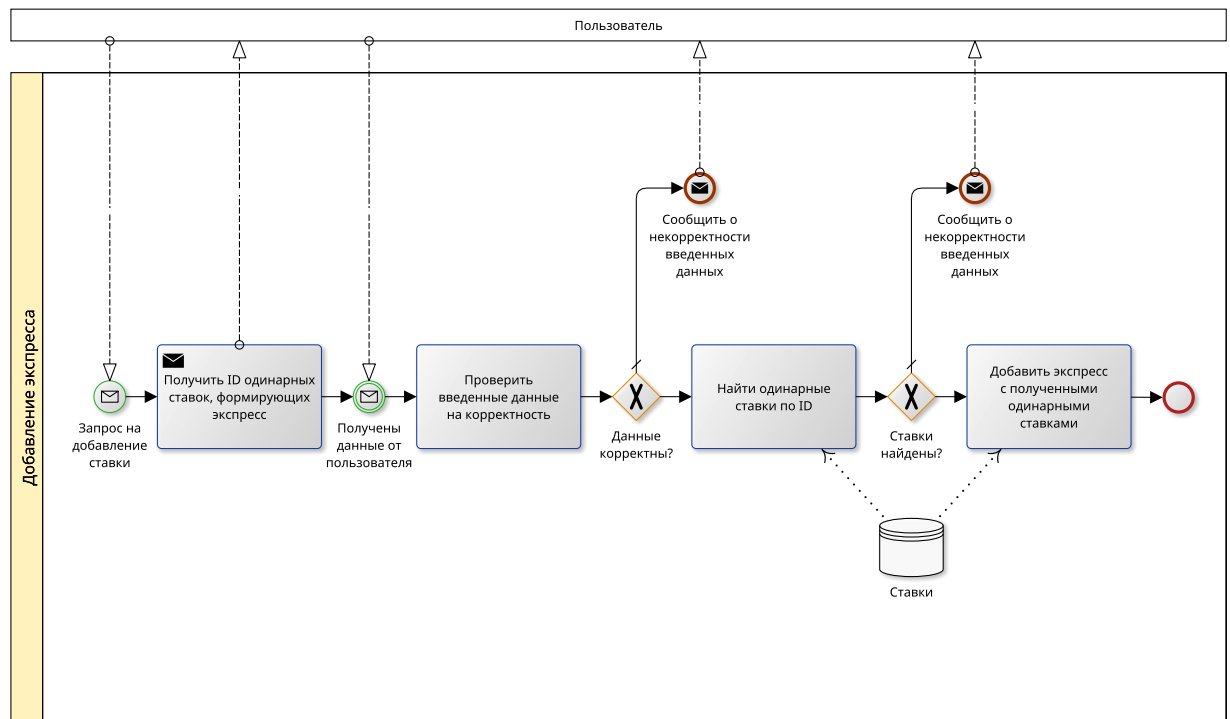 Пользователь
Добавление экспресса
Сообщить о
некорректности
введенных
данных
Сообщить о
некорректности
введенных
данных
Запрос на
добавление
ставки
Получить ID одинарных
ставок, формирующих
экспресс
Получены
данные от
пользователя
Проверить
введенные данные
на корректность
Данные
корректны?
Найти одинарные
ставки по ID
Ставки
найдены?
Добавить экспресс
с полученными
одинарными
ставками
Ставки